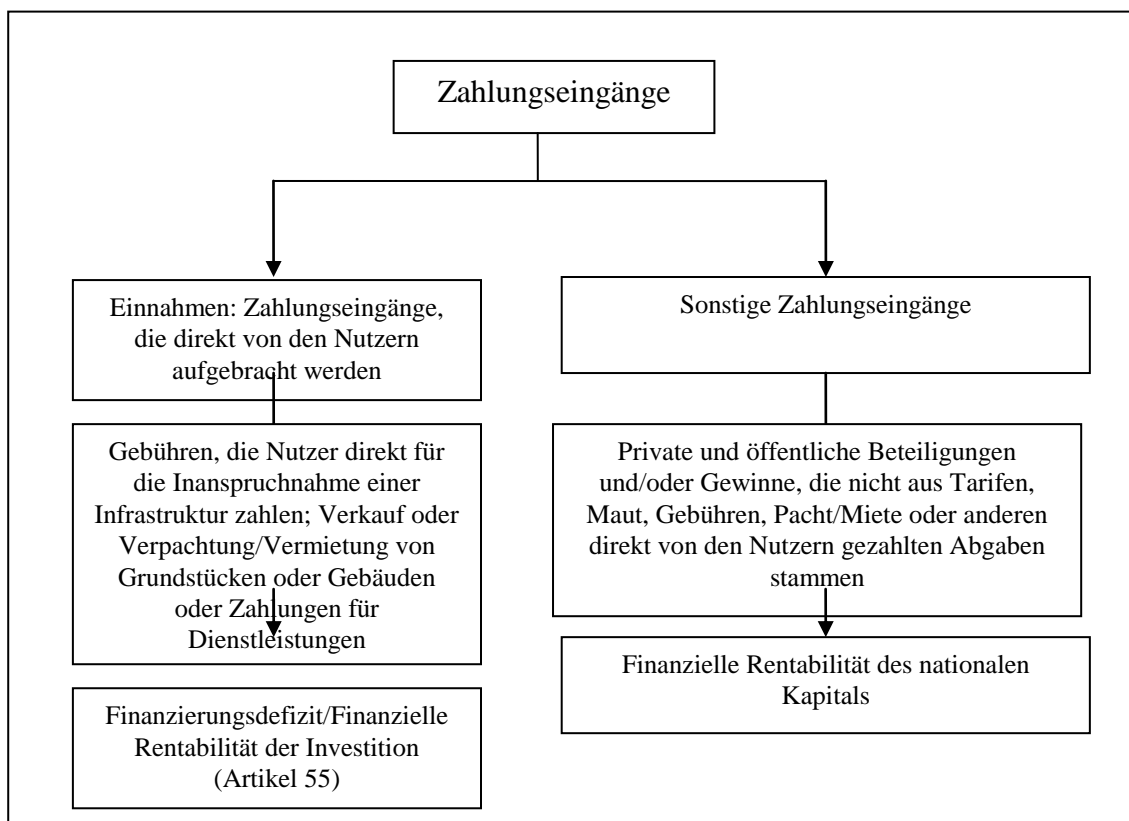 Zahlungseingänge
Einnahmen: Zahlungseingänge,
die direkt von den Nutzern
aufgebracht werden
Gebühren, die Nutzer direkt für
die Inanspruchnahme einer
Infrastruktur zahlen; Verkauf oder
Verpachtung/Vermietung von
Grundstücken oder Gebäuden
oder Zahlungen für
Dienstleistungen
Finanzierungsdefizit/Finanzielle
Rentabilität der Investition
(Artikel 55)
Sonstige Zahlungseingänge
Private und öffentliche Beteiligungen
und/oder Gewinne, die nicht aus Tarifen,
Maut, Gebühren, Pacht/Miete oder anderen
direkt von den Nutzern gezahlten Abgaben
stammen
Finanzielle Rentabilität des nationalen
Kapitals